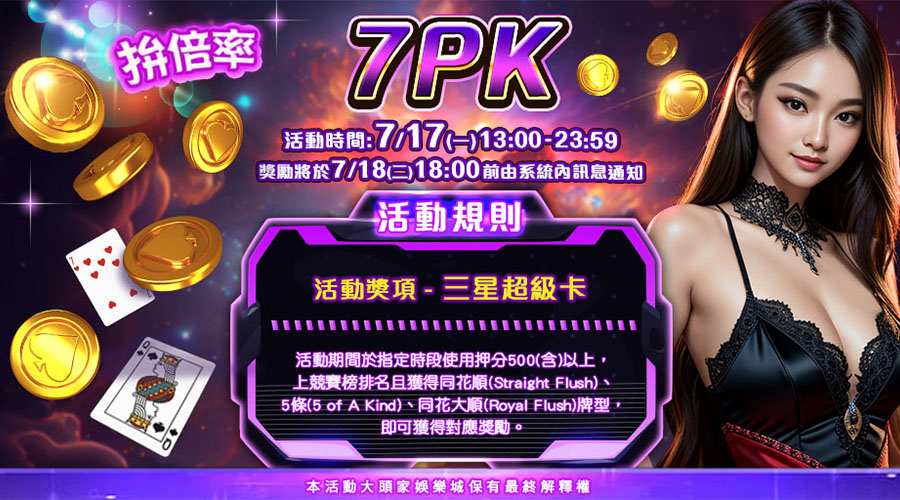 拚倍率
7PK
活動時間:7/17(一)13:00-23:59
獎勵將於7/18(二)18:00前由系統內訊息通知
活動規則
活動獎項 - 三星超級卡
活動期間於指定時段使用押分500(含)以上，
上競賽榜排名且獲得同花順(Straight Flush)、
5條(5 of A Kind)、同花大順(Royal Flush)牌型，
即可獲得對應獎勵。
7
Q
Q
本活動大頭家娛樂城保有最終解釋權